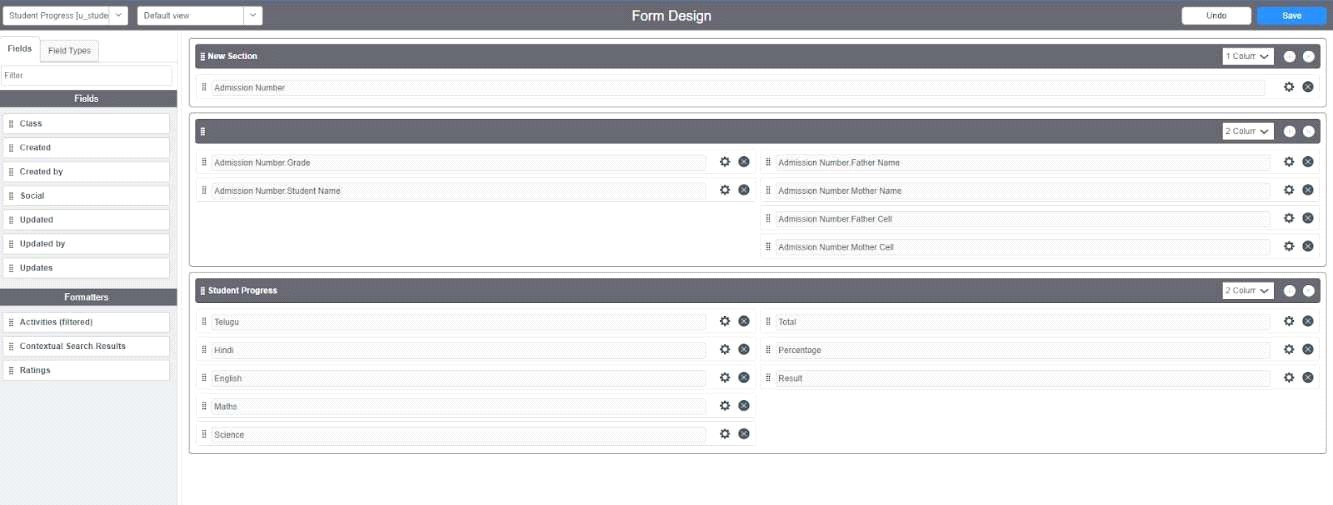 Student Progress [u_stude
Default view
Form Design
Undo
Save
Fields
Field Types
Filter
Fields
Class
Created
Created by
Social
Updated
Updated by
Updates
Formatters
Activities (filtered)
Contextual Search Results
Ratings
New Section
1 Colum
Admission Number
2 Colum
Admission Number.Grade
Admission Number.Student Name
Admission Number.Father Name
Admission Number.Mother Name
Admission Number.Father Cell
Admission Number.Mother Cell
Student Progress
2 Colum
Telugu
Hindi
English
Maths
Science
Total
Percentage
Result